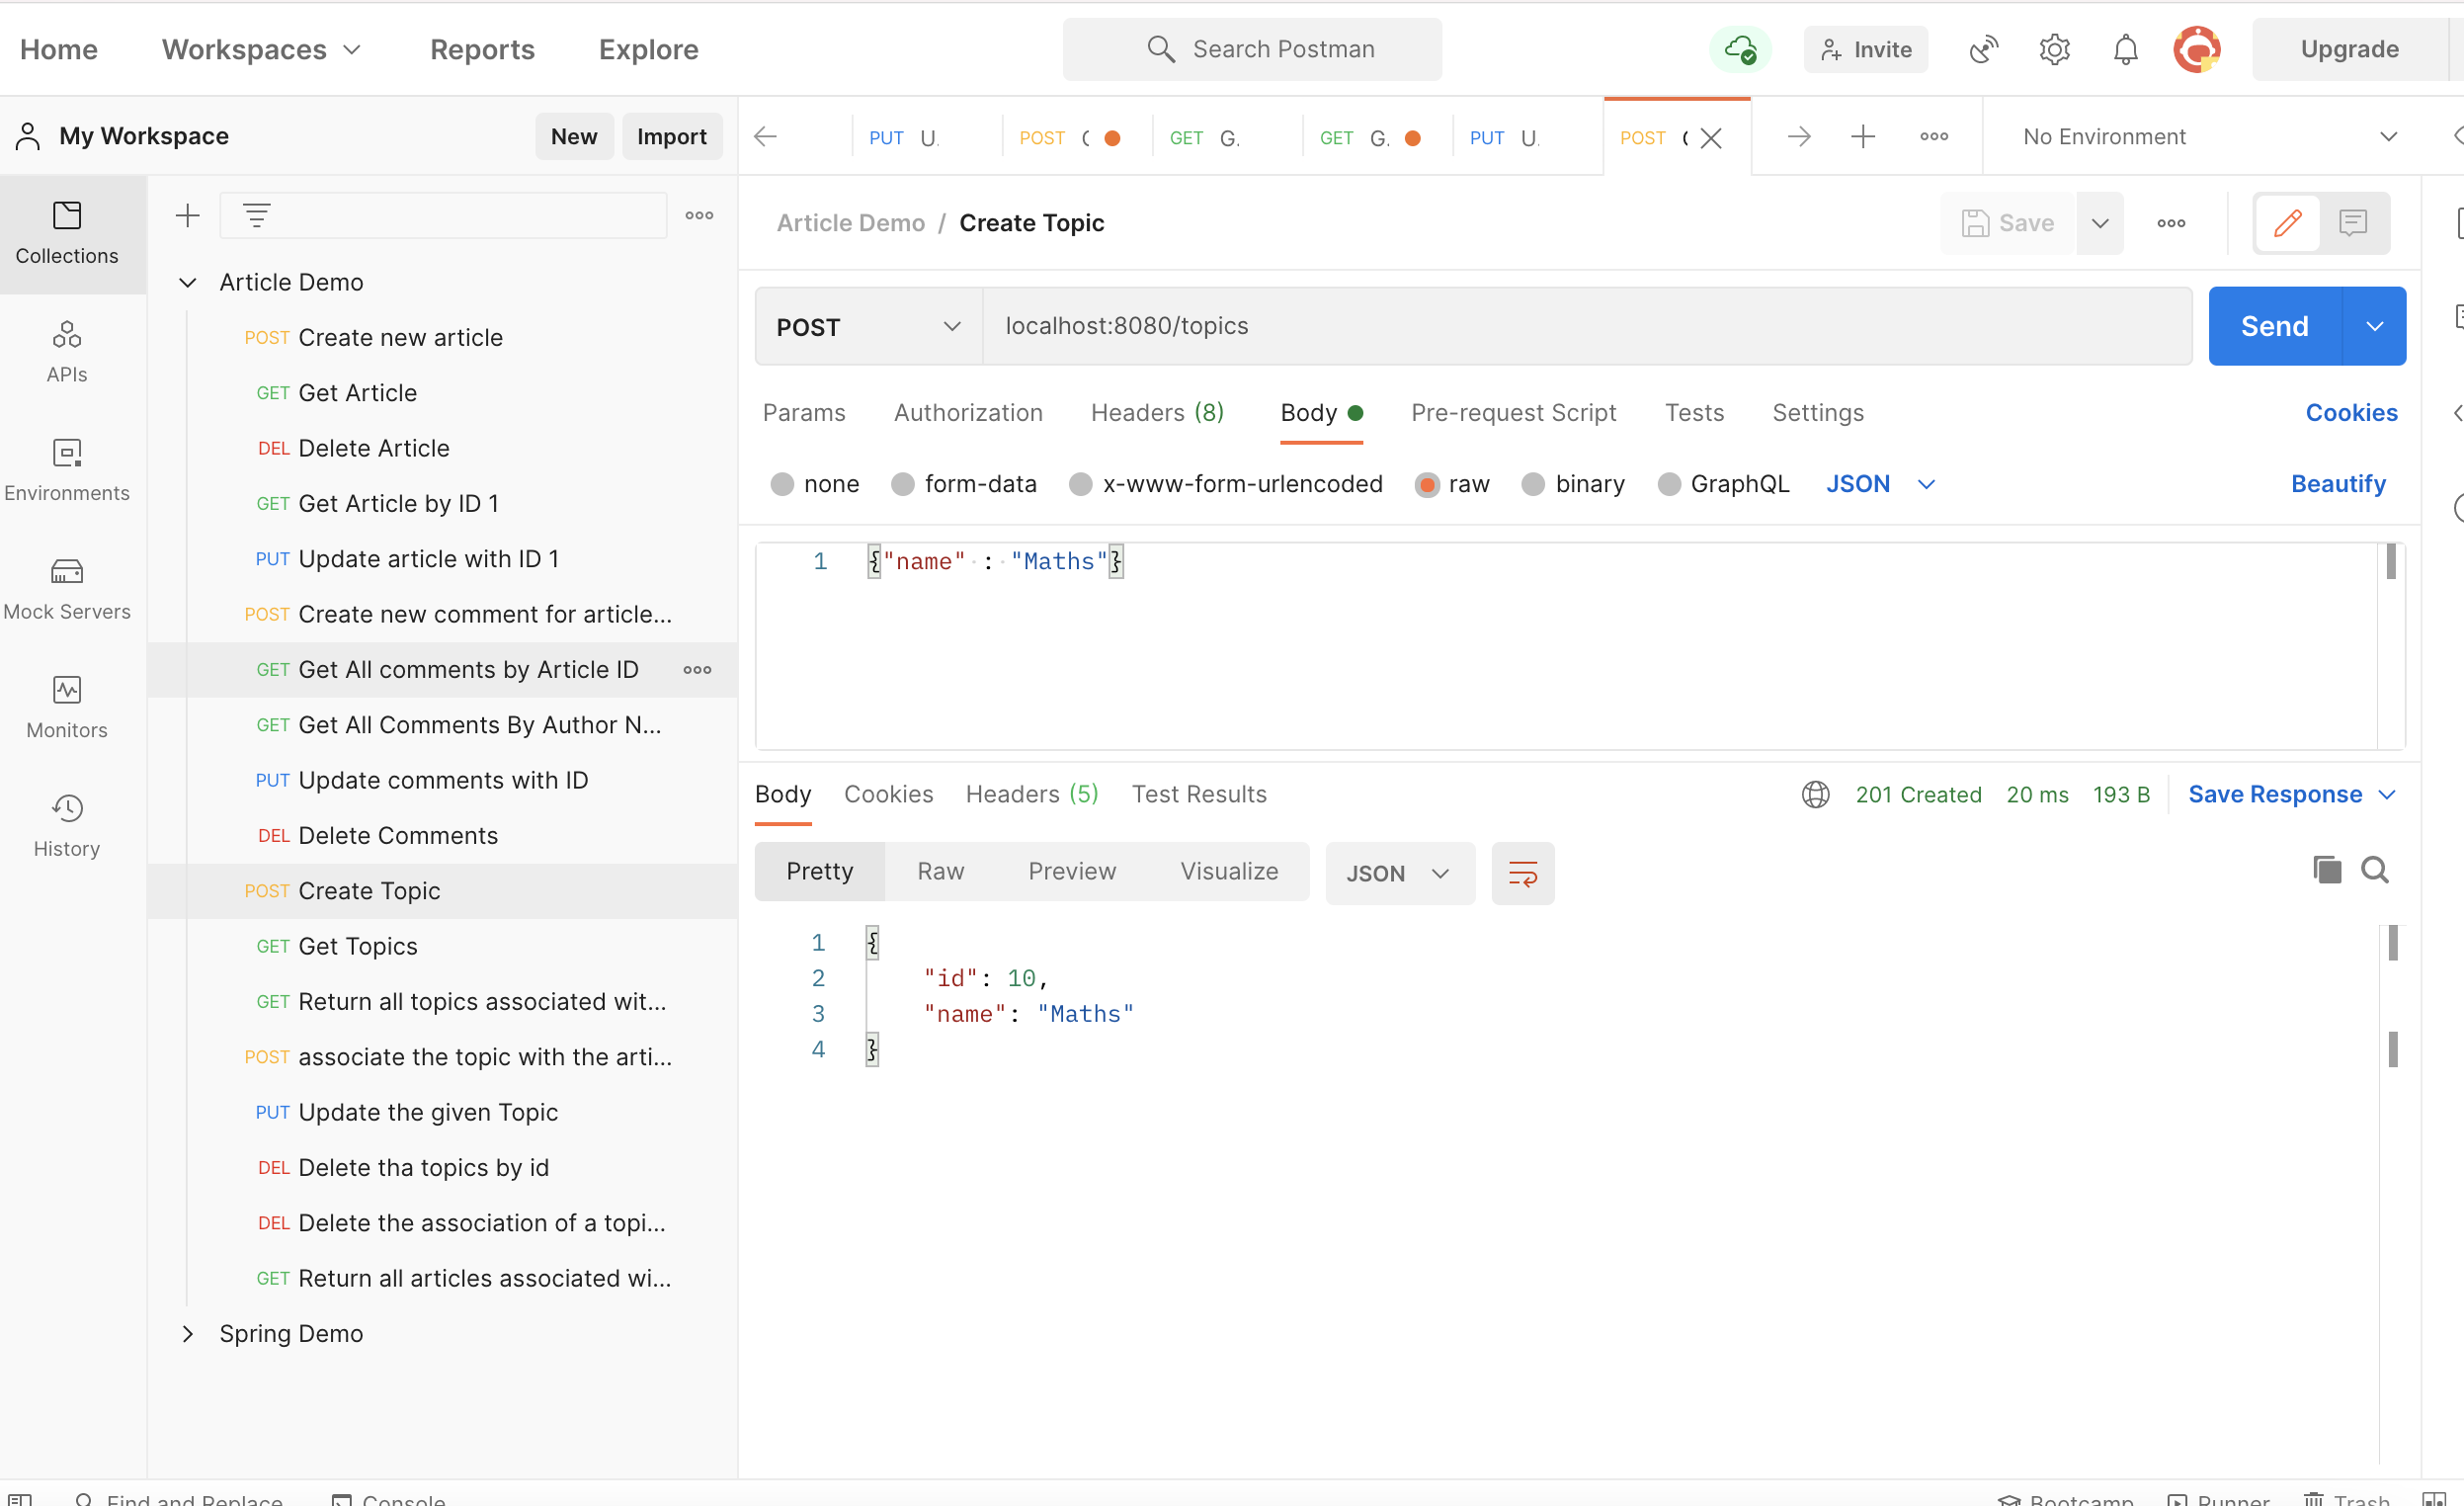 Home Workspaces Reports Explore Search Postman Invite Upgrade
My Workspace New Import PUT U. POST GET G. GET G. PUT U. POST No Environment
Collections
APIs
Environments
Mock Servers
Monitors
History
Article Demo
POST Create new article
GET Get Article
DEL Delete Article
GET Get Article by ID 1
PUT Update article with ID 1
POST Create new comment for article...
GET Get All comments by Article ID
GET Get All Comments By Author N...
PUT Update comments with ID
DEL Delete Comments
POST Create Topic
GET Get Topics
GET Return all topics associated wit...
POST associate the topic with the arti...
PUT Update the given Topic
DEL Delete tha topics by id
DEL Delete the association of a topi...
GET Return all articles associated wi...
Spring Demo
Article Demo / Create Topic Save
POST localhost:8080/topics Send
Params Authorization Headers (8) Body Pre-request Script Tests Settings Cookies
none form-data x-www-form-urlencoded raw binary GraphQL JSON Beautify
1 {"name" : "Maths"}
Body Cookies Headers (5) Test Results 201 Created 20 ms 193 B Save Response
Pretty Raw Preview Visualize JSON
1 {
2 "id": 10,
3 "name": "Maths"
4 }
Find and Replace Console Bootcamp Runner Trash